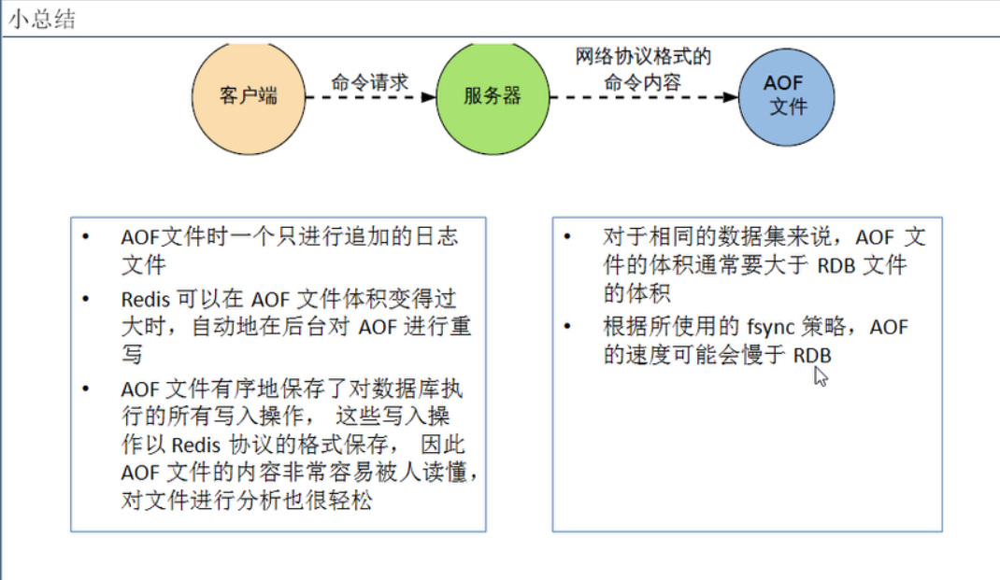 小总结
客户端
命令请求
服务器
网络协议格式的
命令内容
AOF
文件
• AOF文件时一个只进行追加的日志
文件
• Redis 可以在 AOF 文件体积变得过
大时，自动地在后台对 AOF 进行重
写
• AOF 文件有序地保存了对数据库执
行的所有写入操作， 这些写入操
作以 Redis 协议的格式保存， 因此
AOF 文件的内容非常容易被人读懂，
对文件进行分析也很轻松
• 对于相同的数据集来说，AOF 文
件的体积通常要大于 RDB 文件
的体积
• 根据所使用的 fsync 策略，AOF
的速度可能会慢于 RDB